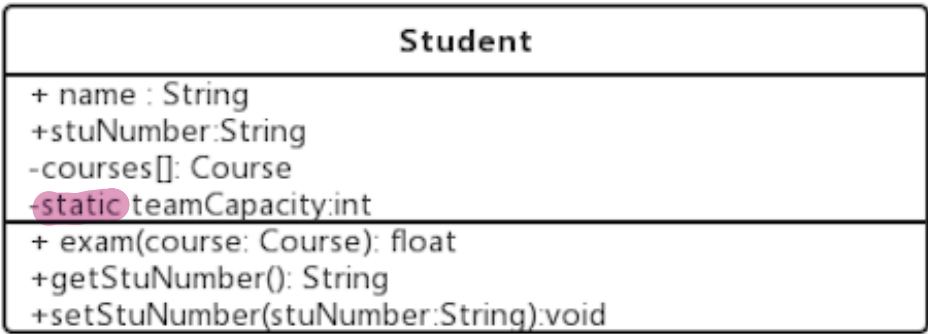 Student
+ name : String
+stuNumber:String
-courses[]: Course
-static teamCapacity:int
+ exam(course: Course): float
+getStuNumber(): String
+setStuNumber(stuNumber:String):void